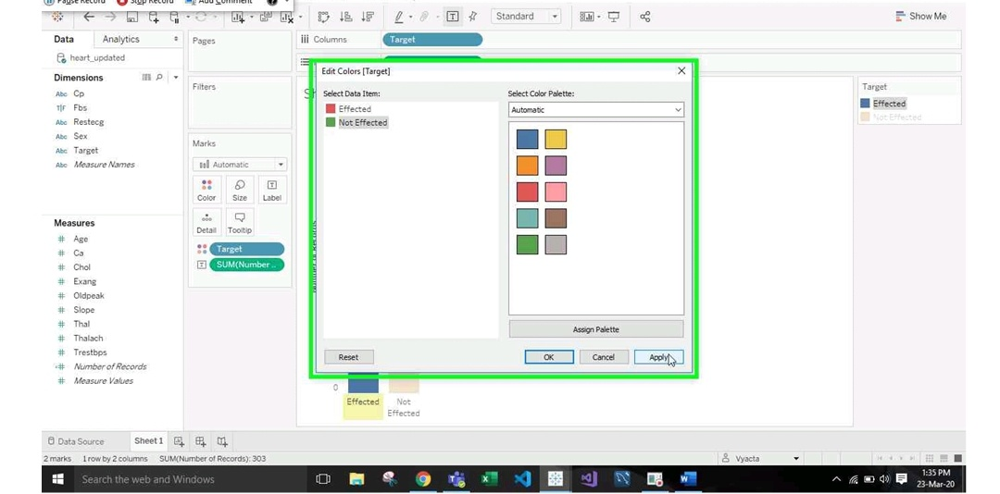 Pause Record Stop Record Add Comment
Standard
Show Me
Data Analytics
Pages
Columns Target
heart_updated
Dimensions
Filters
Abc Cp
T|F Fbs
Abc Restecg
Abc Sex
Abc Target
Abc Measure Names
Marks
Automatic
Color Size Label
Detail Tooltip
Target
SUM(Number ..
Measures
# Age
# Ca
# Chol
# Exang
# Oldpeak
# Slope
# Thal
# Thalach
# Trestbps
# Number of Records
# Measure Values
Edit Colors [Target]
Select Data Item:
Effected
Not Effected
Select Color Palette:
Automatic
Assign Palette
Reset OK Cancel Apply
0
Effected
Not
Effected
Target
Effected
Not Effected
Data Source Sheet 1
2 marks 1 row by 2 columns SUM(Number of Records): 303
Vyacta
Search the web and Windows
1:35 PM
23-Mar-20